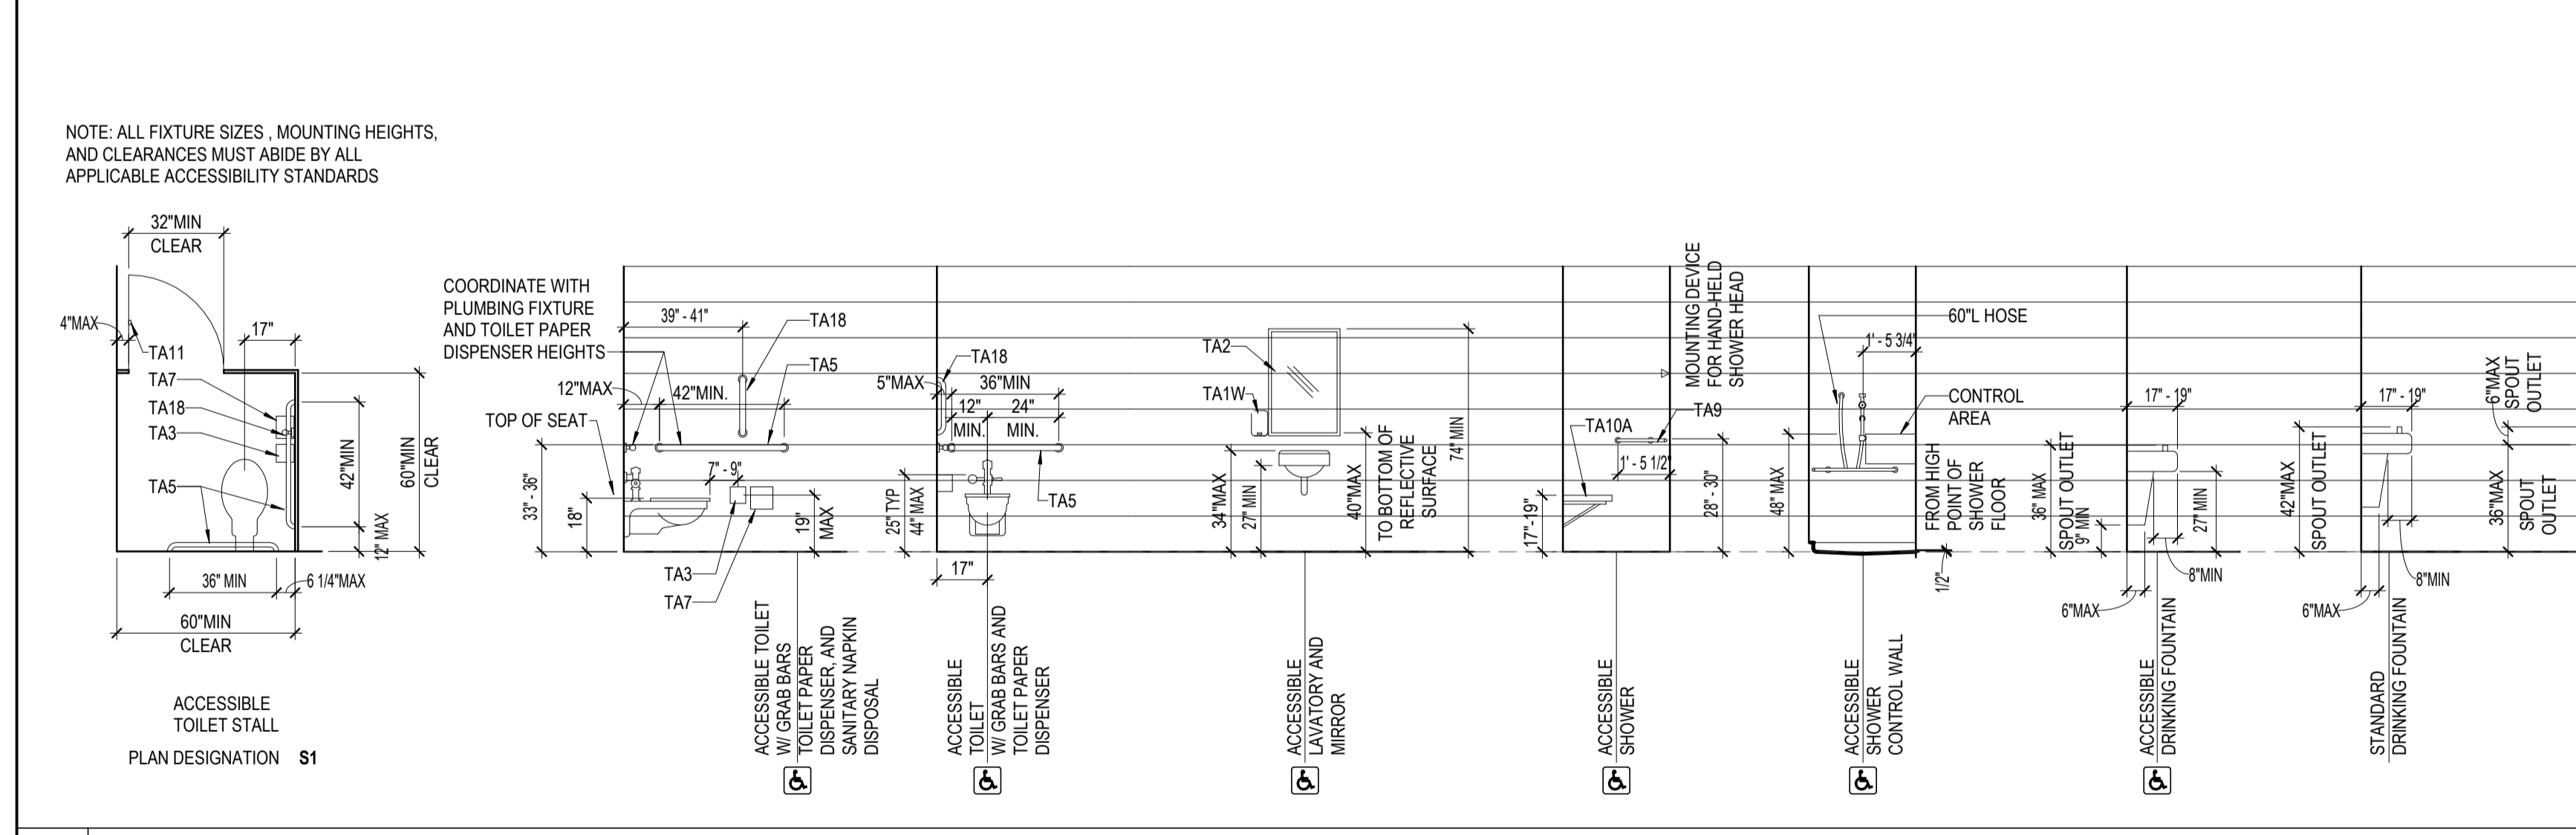 NOTE: ALL FIXTURE SIZES , MOUNTING HEIGHTS,
AND CLEARANCES MUST ABIDE BY ALL
APPLICABLE ACCESSIBILITY STANDARDS
32"MIN
CLEAR
4"MAX
17"
TA11
TA7
TA18
TA3
TA5
42"MIN
12" MAX
60"MIN
CLEAR
36" MIN
6 1/4"MAX
60"MIN
CLEAR
ACCESSIBLE
TOILET STALL
PLAN DESIGNATION S1
COORDINATE WITH
PLUMBING FIXTURE
AND TOILET PAPER
DISPENSER HEIGHTS
39" - 41"
TA18
TA5
12"MAX
42"MIN.
TOP OF SEAT
33" - 36"
18"
7" - 9"
19"
MAX
TA3
TA7
ACCESSIBLE TOILET
W/ GRAB BARS
TOILET PAPER
DISPENSER, AND
SANITARY NAPKIN
DISPOSAL
TA18
5"MAX
36"MIN
12"
MIN.
24"
MIN.
25" TYP
44" MAX
TA5
17"
ACCESSIBLE
TOILET
W/ GRAB BARS AND
TOILET PAPER
DISPENSER
TA2
TA1W
34"MAX
27" MIN
40"MAX
TO BOTTOM OF
REFLECTIVE
SURFACE
74" MIN
ACCESSIBLE
LAVATORY AND
MIRROR
MOUNTING DEVICE
FOR HAND-HELD
SHOWER HEAD
TA10A
TA9
1' - 5 1/2"
17"-19"
28" - 30"
ACCESSIBLE
SHOWER
60"L HOSE
1' - 5 3/4"
CONTROL
AREA
48" MAX
FROM HIGH
POINT OF
SHOWER
FLOOR
1/2"
ACCESSIBLE
SHOWER
CONTROL WALL
17" - 19"
36" MAX
SPOUT OUTLET
9" MIN
27" MIN
8"MIN
6"MAX
ACCESSIBLE
DRINKING FOUNTAIN
17" - 19"
42"MAX
SPOUT OUTLET
8"MIN
6"MAX
STANDARD
DRINKING FOUNTAIN
6"MAX
SPOUT
OUTLET
36"MAX
SPOUT
OUTLET